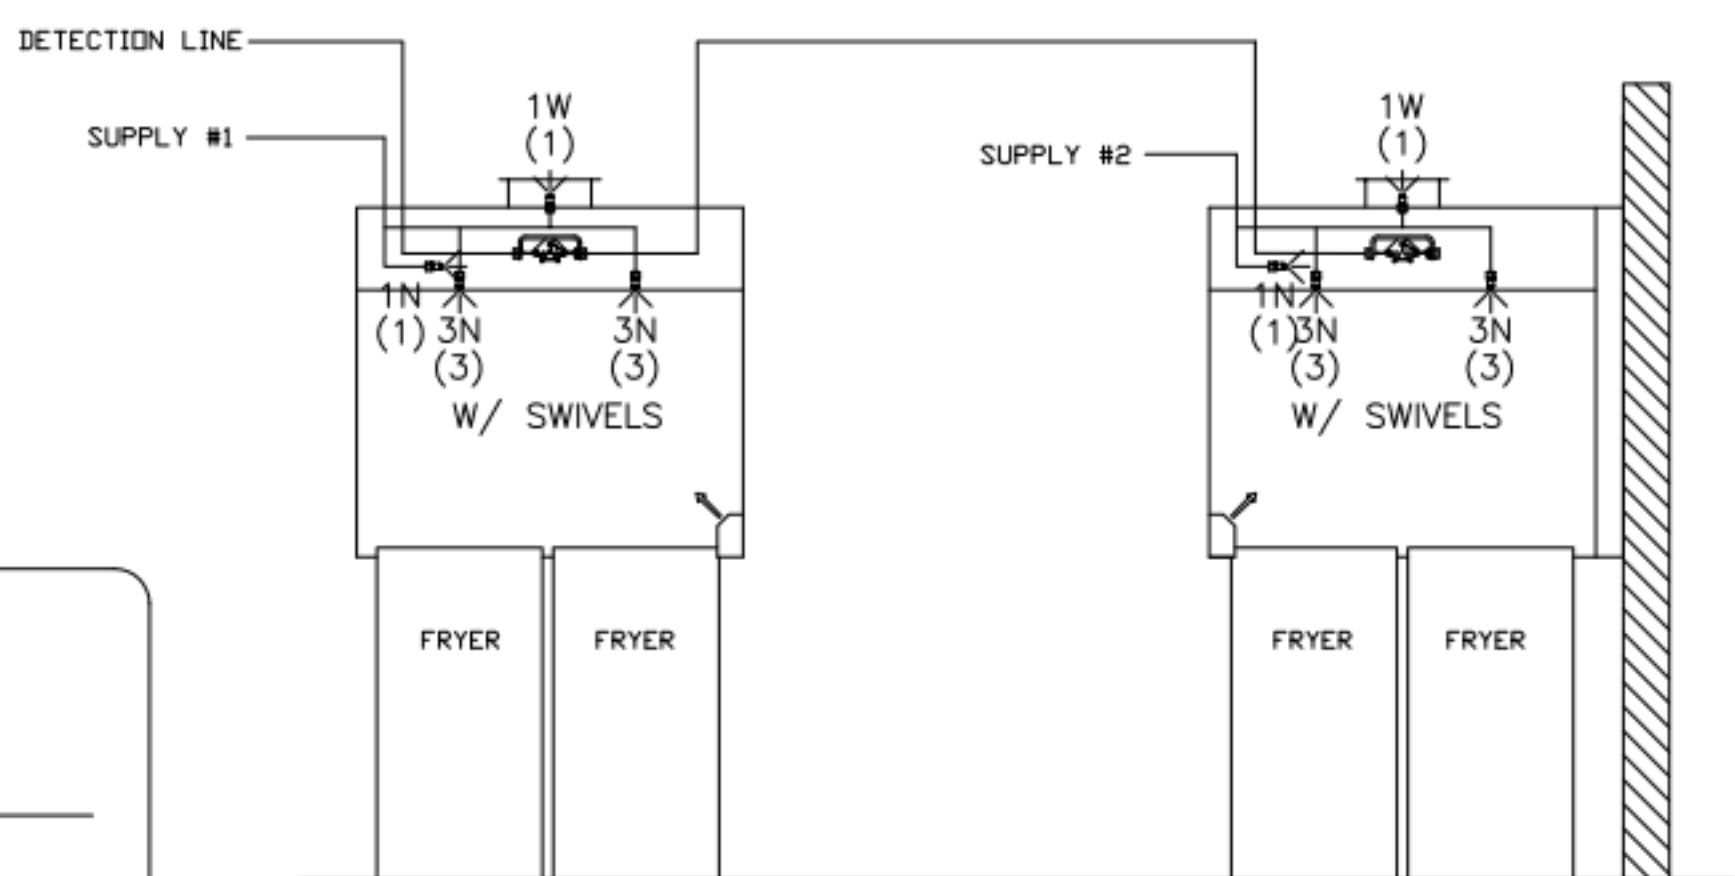 DETECTION LINE
SUPPLY #1
1W
(1)
1N
(1)
3N
(3)
3N
(3)
W/ SWIVELS
FRYER
FRYER
SUPPLY #2
1W
(1)
1N
(1)
3N
(3)
3N
(3)
W/ SWIVELS
FRYER
FRYER